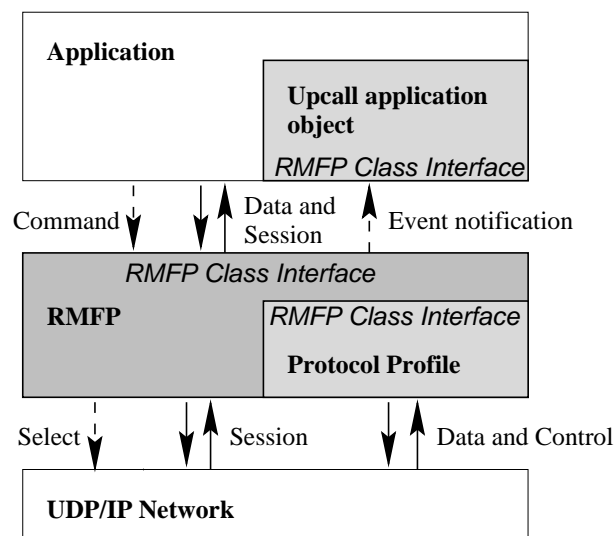 Application
Upcall application
object
RMFP Class Interface
Command
Data and
Session
Event notification
RMFP Class Interface
RMFP
RMFP Class Interface
Protocol Profile
Select
Session
Data and Control
UDP/IP Network